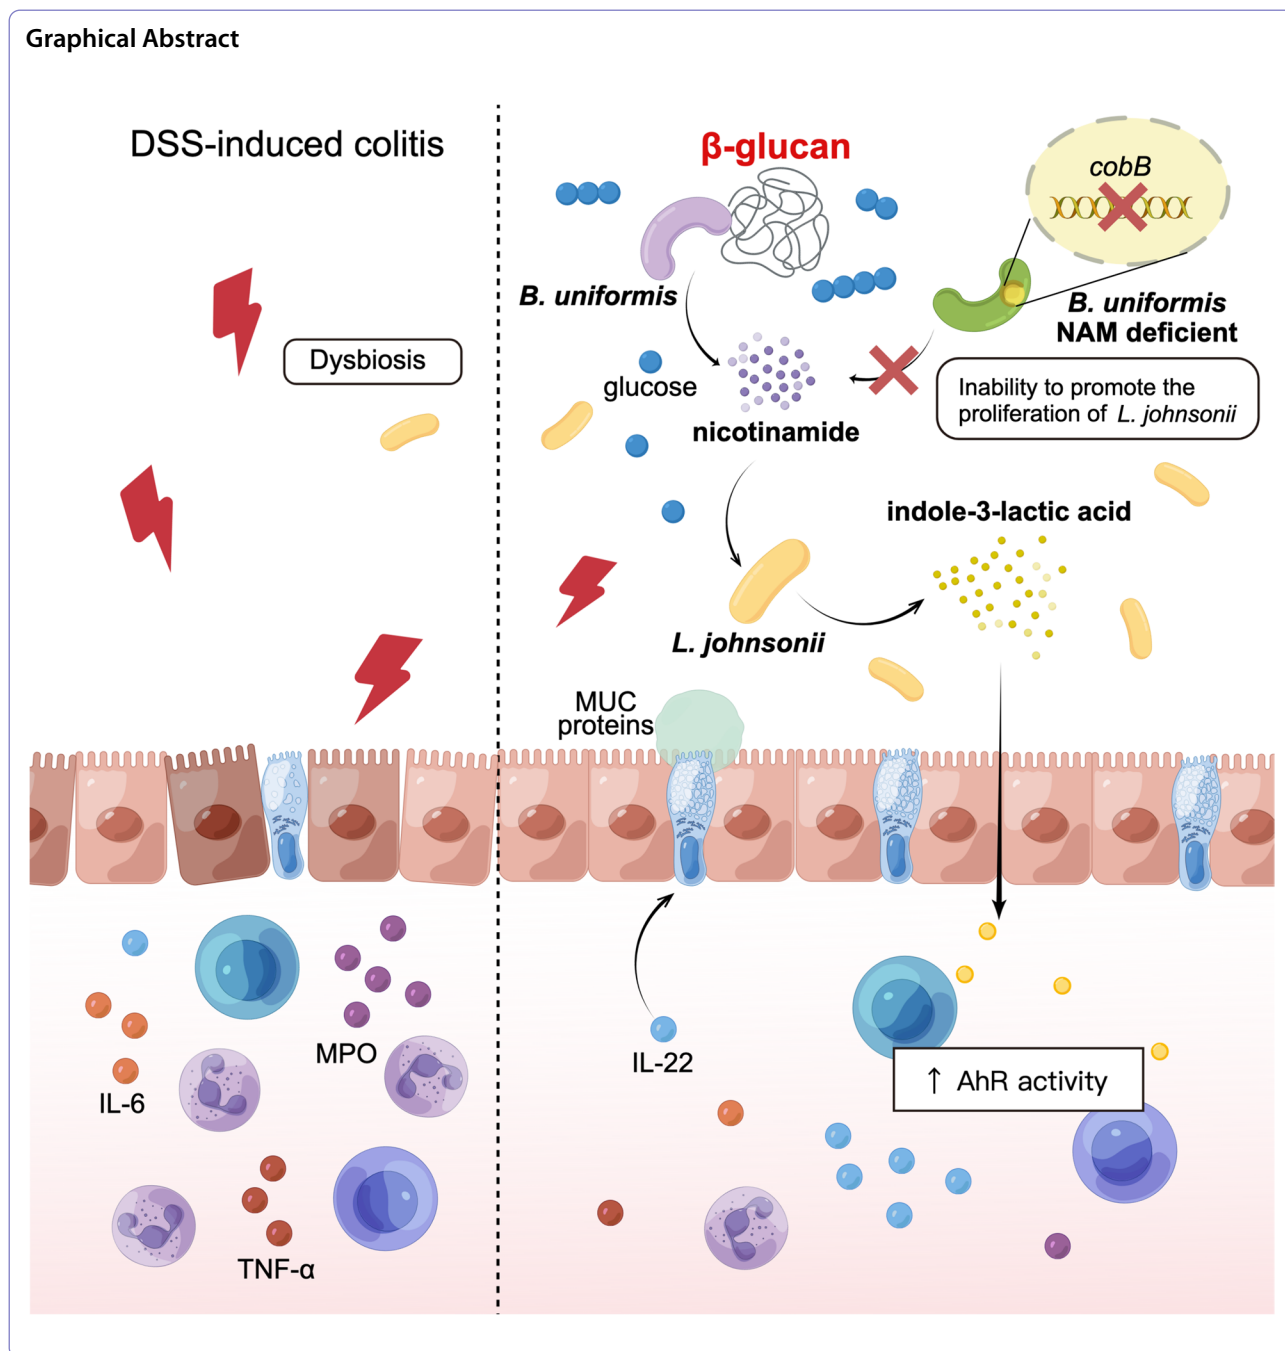 Graphical Abstract
DSS-induced colitis
Dysbiosis
IL-6
MPO
TNF-α
β-glucan
B. uniformis
cobB
B. uniformis
NAM deficient
Inability to promote the
proliferation of L. johnsonii
glucose
nicotinamide
indole-3-lactic acid
L. johnsonii
MUC
proteins
IL-22
↑ AhR activity